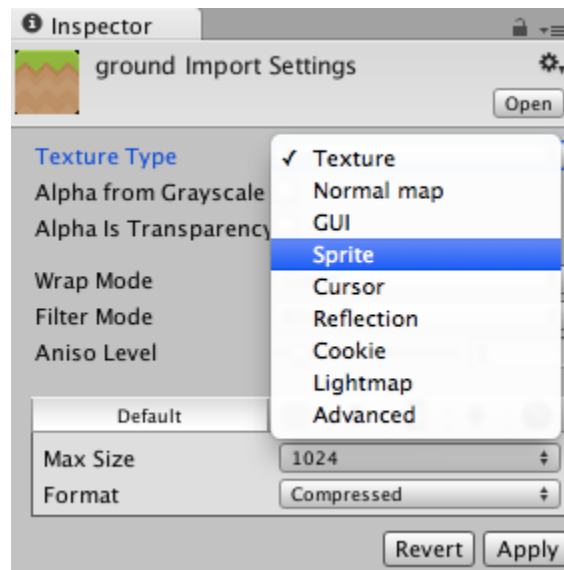 Inspector
ground Import Settings
Open
Texture Type
✓ Texture
Alpha from Grayscale
Normal map
Alpha Is Transparency
GUI
Sprite
Wrap Mode
Cursor
Filter Mode
Reflection
Aniso Level
Cookie
Lightmap
Default
Advanced
Max Size 1024
Format Compressed
Revert Apply